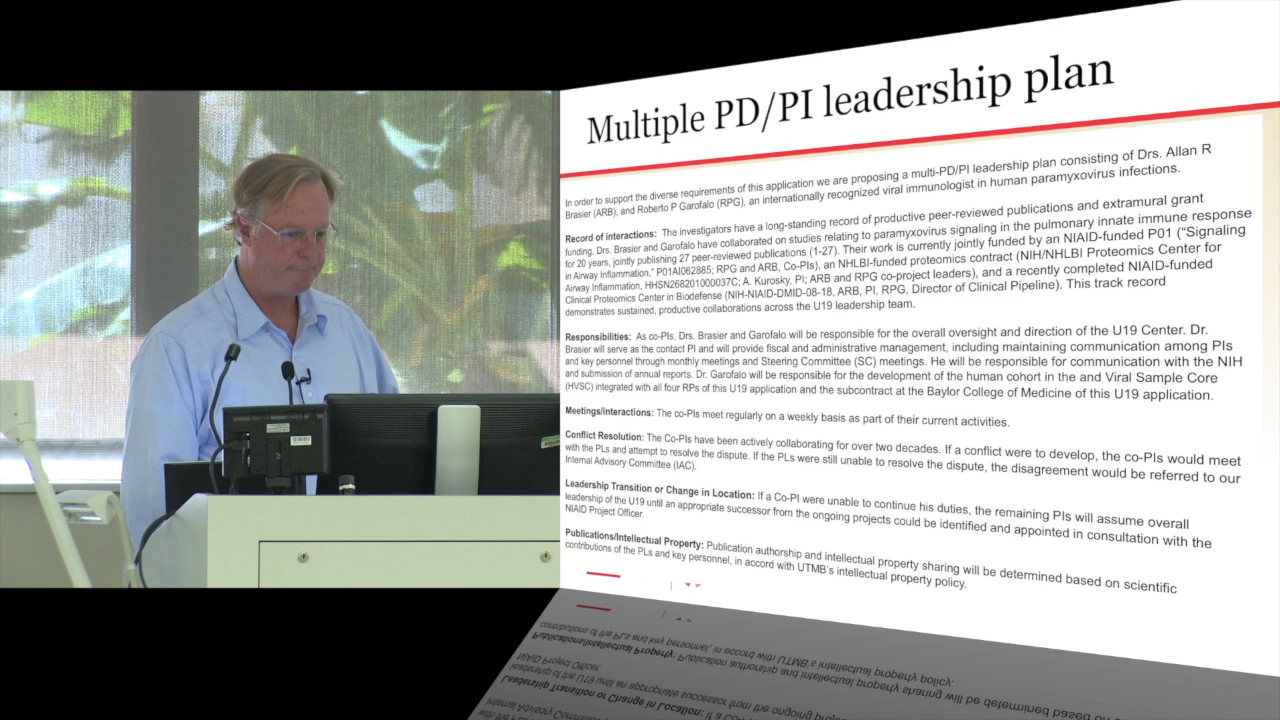 Multiple PD/PI leadership plan
In order to support the diverse requirements of this application we are proposing a multi-PD/PI leadership plan consisting of Drs. Allan R
Brasier (ARB), and Roberto P Garofalo (RPG), an internationally recognized viral immunologist in human paramyxovirus infections.
Record of interactions: The investigators have a long-standing record of productive peer-reviewed publications and extramural grant
funding. Drs. Brasier and Garofalo have collaborated on studies relating to paramyxovirus signaling in the pulmonary innate immune response
for 20 years, jointly publishing 27 peer-reviewed publications (1-27). Their work is currently jointly funded by an NIAID-funded P01 ("Signaling
in Airway Inflammation," P01AI062885; RPG and ARB, Co-PIs), an NHLBI-funded proteomics contract (NIH/NHLBI Proteomics Center for
Airway Inflammation, HHSN268201000037C; A. Kurosky, PI; ARB and RPG co-project leaders), and a recently completed NIAID-funded
Clinical Proteomics Center in Biodefense (NIH-NIAID-DMID-08-18, ARB, PI, RPG, Director of Clinical Pipeline). This track record
demonstrates sustained, productive collaborations across the U19 leadership team.
Responsibilities: As co-PIs, Drs. Brasier and Garofalo will be responsible for the overall oversight and direction of the U19 Center. Dr.
Brasier will serve as the contact PI and will provide fiscal and administrative management, including maintaining communication among PIs
and key personnel through monthly meetings and Steering Committee (SC) meetings. He will be responsible for communication with the NIH
and submission of annual reports. Dr. Garofalo will be responsible for the development of the human cohort in the and Viral Sample Core
(HVSC) integrated with all four RPs of this U19 application and the subcontract at the Baylor College of Medicine of this U19 application.
Meetings/interactions: The co-PIs meet regularly on a weekly basis as part of their current activities.
Conflict Resolution: The Co-PIs have been actively collaborating for over two decades. If a conflict were to develop, the co-PIs would meet
with the PLs and attempt to resolve the dispute. If the PLs were still unable to resolve the dispute, the disagreement would be referred to our
Internal Advisory Committee (IAC).
Leadership Transition or Change in Location: If a Co-PI were unable to continue his duties, the remaining PIs will assume overall
leadership of the U19 until an appropriate successor from the ongoing projects could be identified and appointed in consultation with the
NIAID Project Officer.
Publications/Intellectual Property: Publication authorship and intellectual property sharing will be determined based on scientific
contributions of the PLs and key personnel, in accord with UTMB's intellectual property policy.